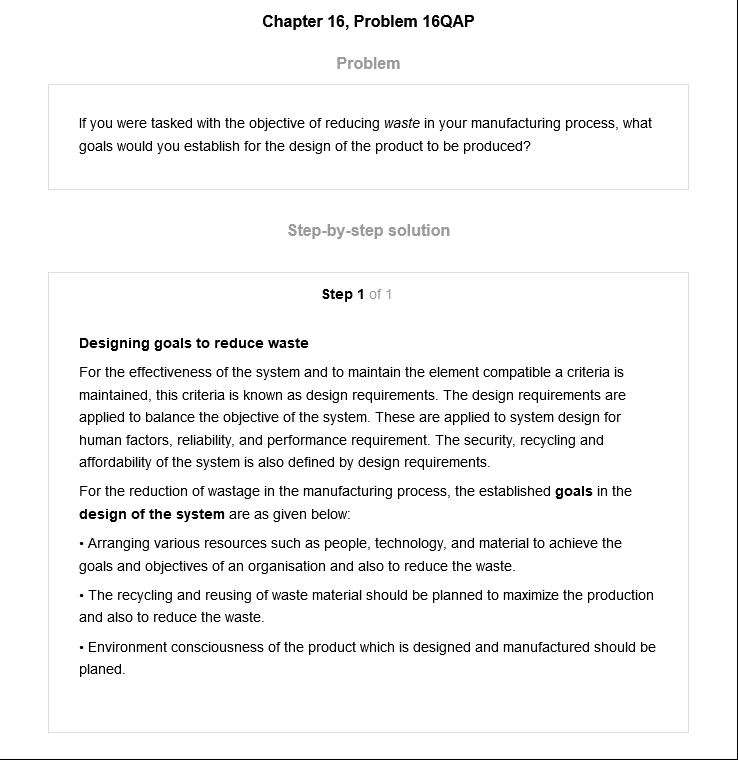 Chapter 16, Problem 16QAP
Problem
If you were tasked with the objective of reducing waste in your manufacturing process, what
goals would you establish for the design of the product to be produced?
Step-by-step solution
Step 1 of 1
Designing goals to reduce waste
For the effectiveness of the system and to maintain the element compatible a criteria is
maintained, this criteria is known as design requirements. The design requirements are
applied to balance the objective of the system. These are applied to system design for
human factors, reliability, and performance requirement. The security, recycling and
affordability of the system is also defined by design requirements.
For the reduction of wastage in the manufacturing process, the established goals in the
design of the system are as given below:
• Arranging various resources such as people, technology, and material to achieve the
goals and objectives of an organisation and also to reduce the waste.
• The recycling and reusing of waste material should be planned to maximize the production
and also to reduce the waste.
• Environment consciousness of the product which is designed and manufactured should be
planed.